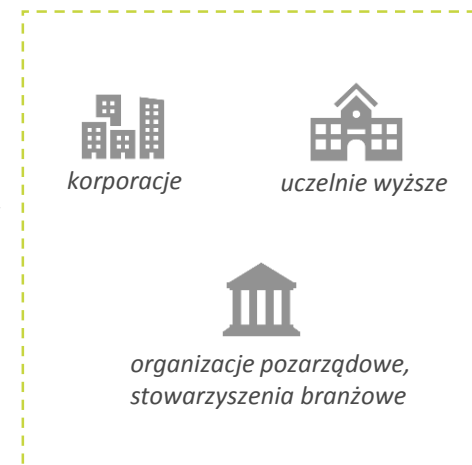 korporacje
uczelnie wyższe
organizacje pozarządowe,
stowarzyszenia branżowe